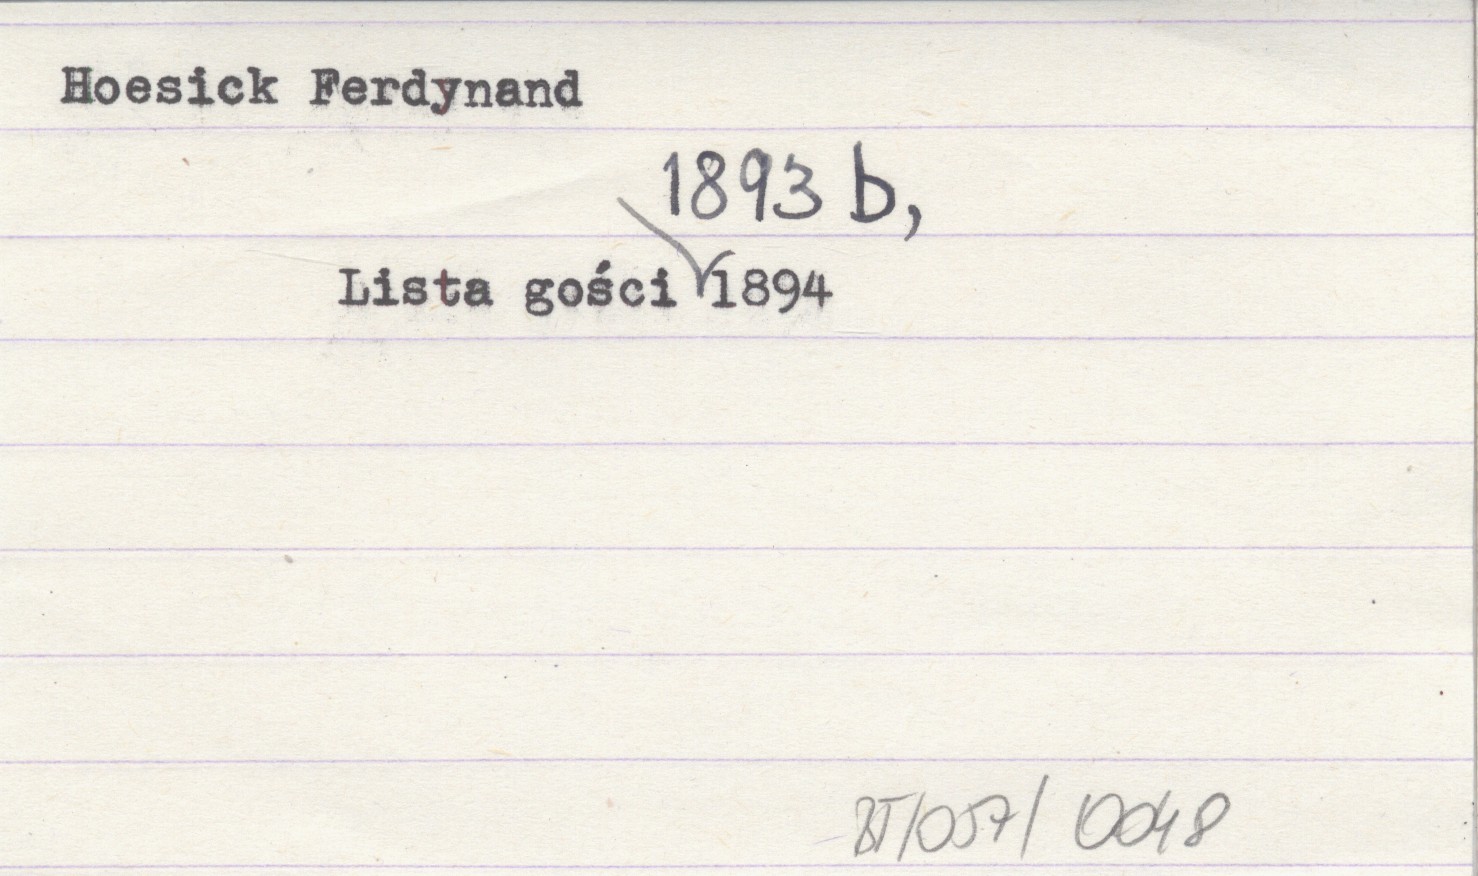 Hoesick Ferdynand
1893 b,
Lista gości 1894
BT/057/0048